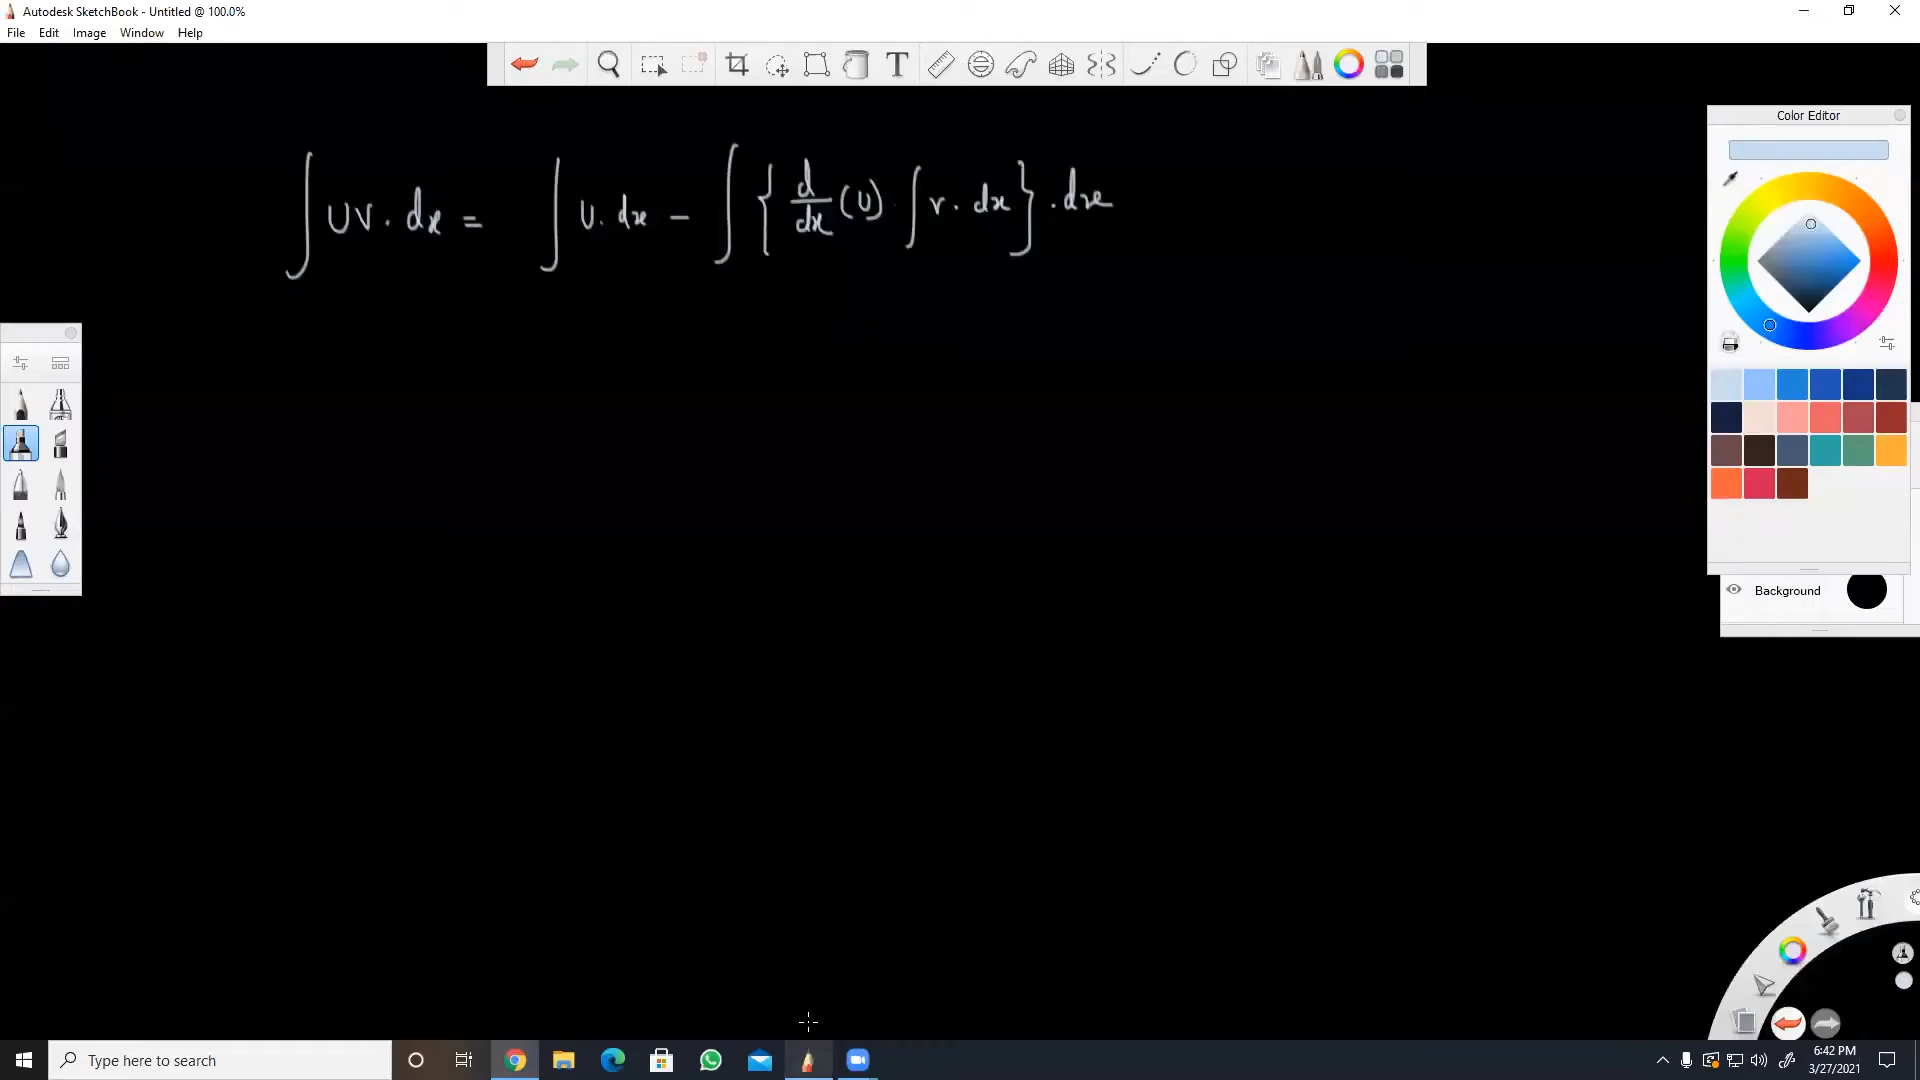 Autodesk SketchBook - Untitled @ 100.0%
File Edit Image Window Help
T
Color Editor
∫ UV. dx = ∫ U. dx - ∫ { d/dx (U) ∫ v. dx } . dx
Background
Type here to search
6:42 PM
3/27/2021